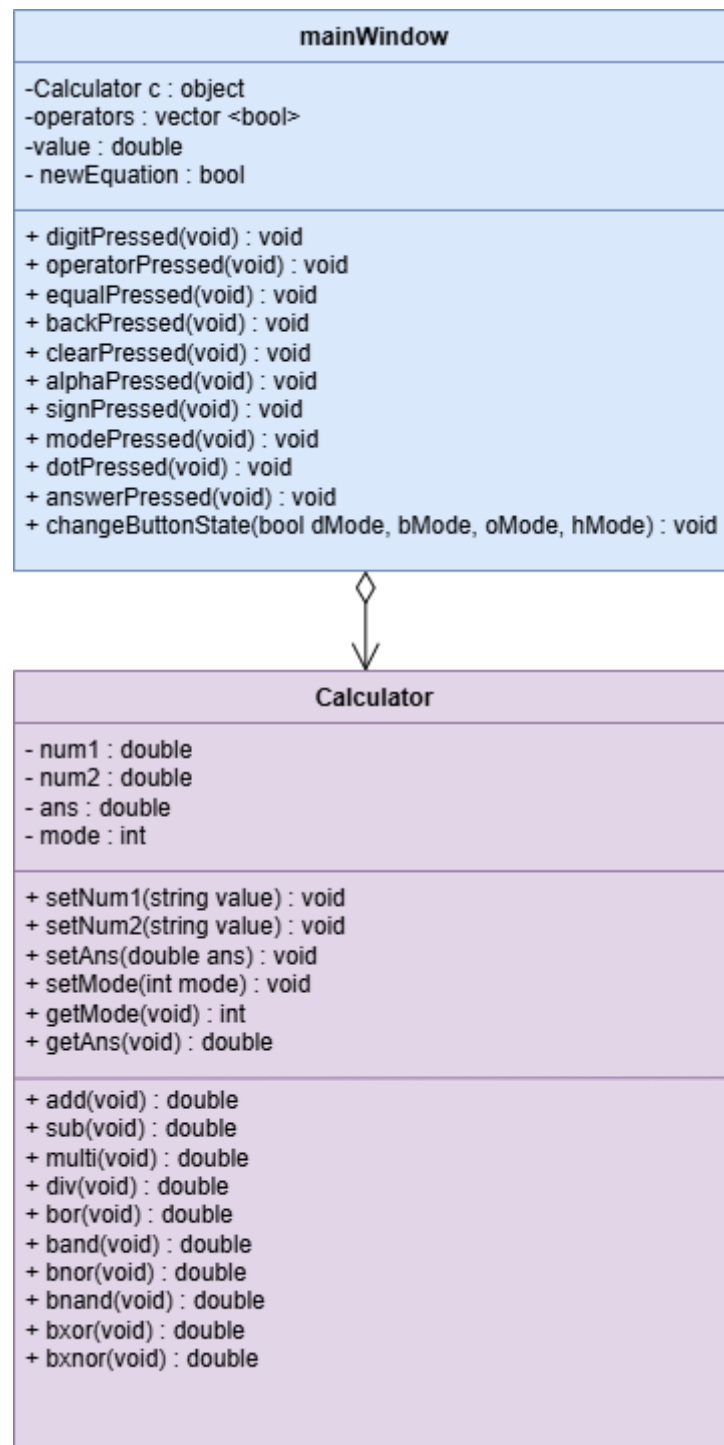 mainWindow
-Calculator c : object
-operators : vector <bool>
-value : double
- newEquation : bool
+ digitPressed(void) : void
+ operatorPressed(void) : void
+ equalPressed(void) : void
+ backPressed(void) : void
+ clearPressed(void) : void
+ alphaPressed(void) : void
+ signPressed(void) : void
+ modePressed(void) : void
+ dotPressed(void) : void
+ answerPressed(void) : void
+ changeButtonState(bool dMode, bMode, oMode, hMode) : void
Calculator
- num1 : double
- num2 : double
- ans : double
- mode : int
+ setNum1(string value) : void
+ setNum2(string value) : void
+ setAns(double ans) : void
+ setMode(int mode) : void
+ getMode(void) : int
+ getAns(void) : double
+ add(void) : double
+ sub(void) : double
+ multi(void) : double
+ div(void) : double
+ bor(void) : double
+ band(void) : double
+ bnor(void) : double
+ bnand(void) : double
+ bxor(void) : double
+ bxnor(void) : double